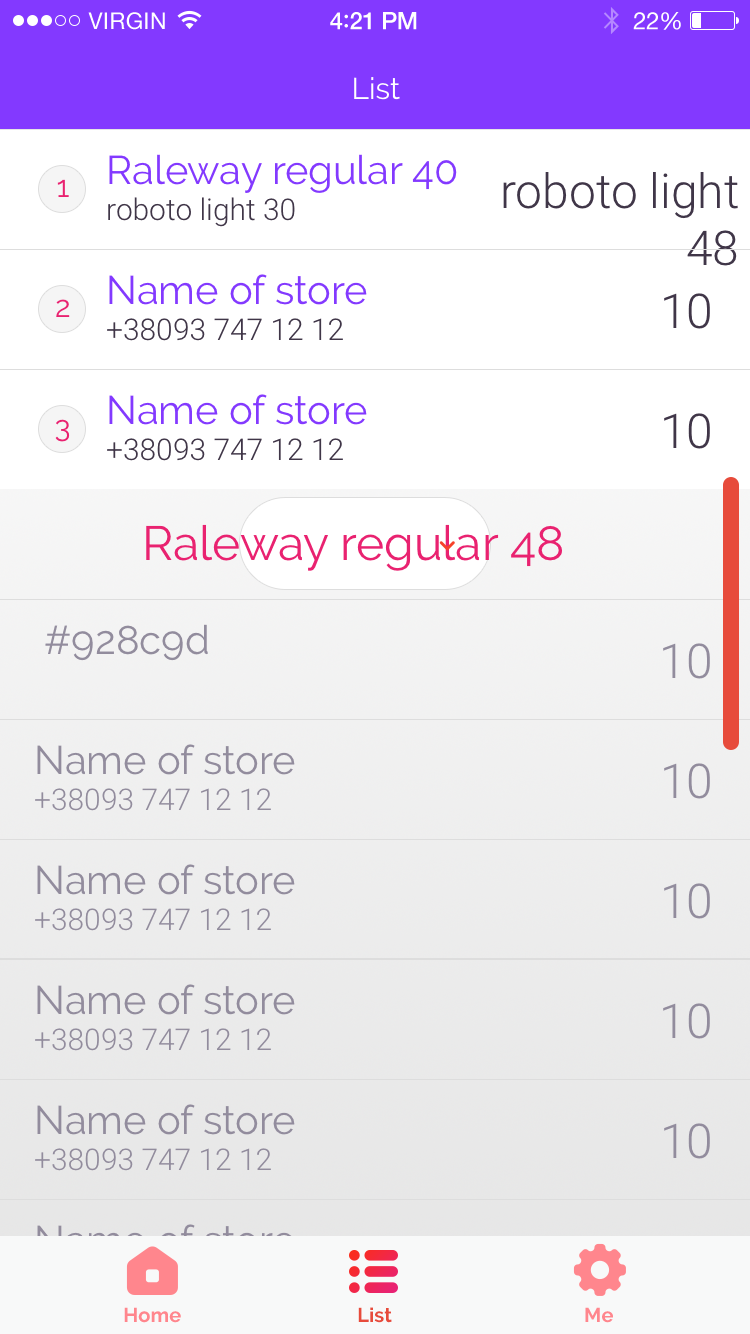 VIRGIN 4:21 PM 22%
List
1 Raleway regular 40 roboto light
roboto light 30
48
2 Name of store 10
+38093 747 12 12
3 Name of store 10
+38093 747 12 12
Raleway regular 48
#928c9d 10
Name of store 10
+38093 747 12 12
Name of store 10
+38093 747 12 12
Name of store 10
+38093 747 12 12
Name of store 10
+38093 747 12 12
Name of store
Home List Me